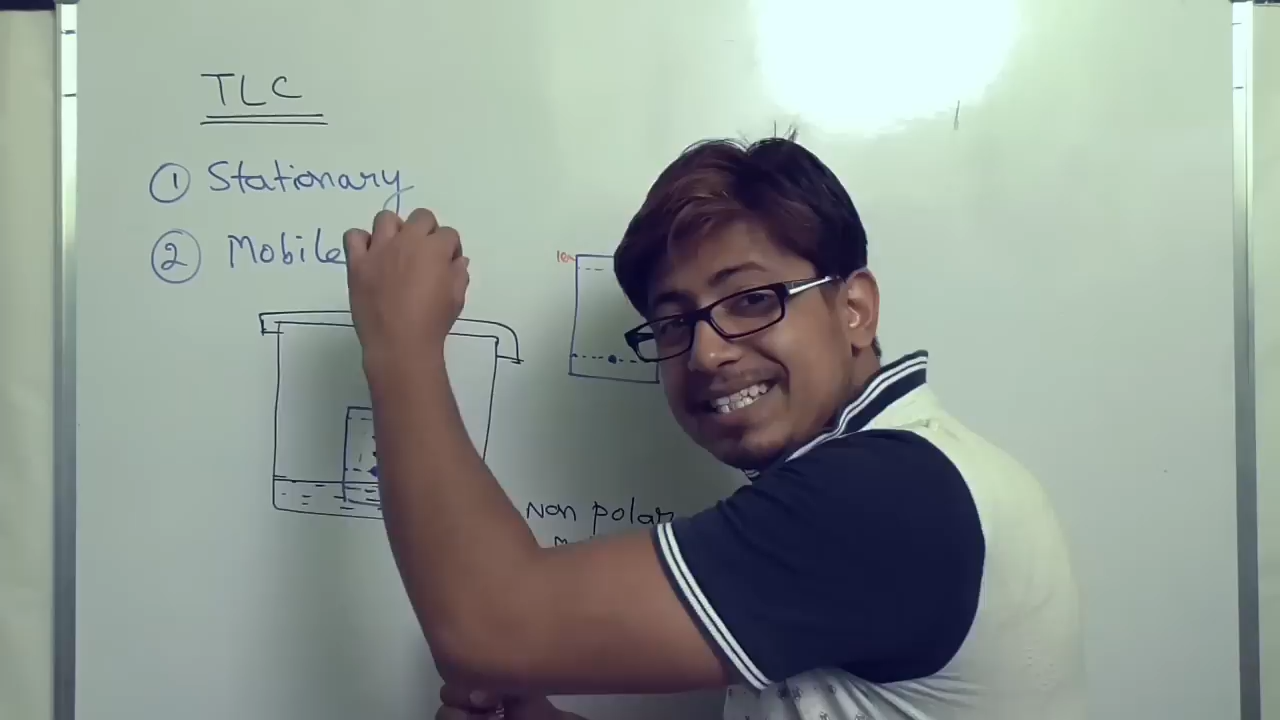 TLC
① Stationary
② Mobile
Non polar